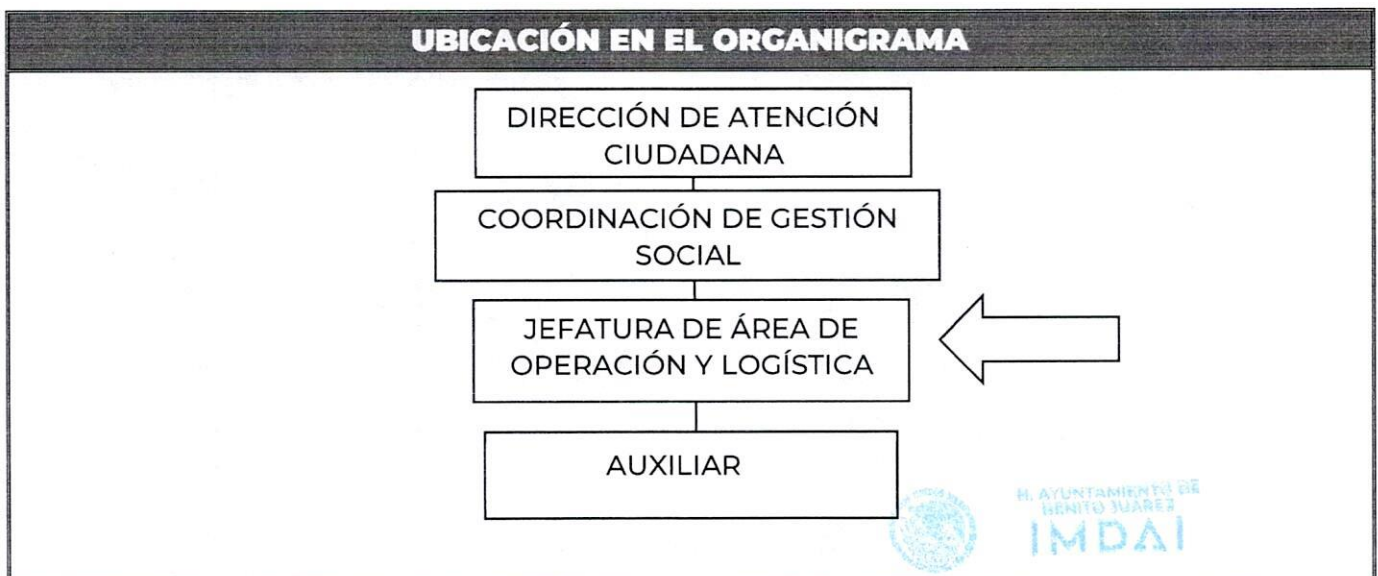 UBICACIÓN EN EL ORGANIGRAMA
DIRECCIÓN DE ATENCIÓN
CIUDADANA
COORDINACIÓN DE GESTIÓN
SOCIAL
JEFATURA DE ÁREA DE
OPERACIÓN Y LOGÍSTICA
AUXILIAR
H. AYUNTAMIENTO DE
BENITO JUÁREZ
IMDAI